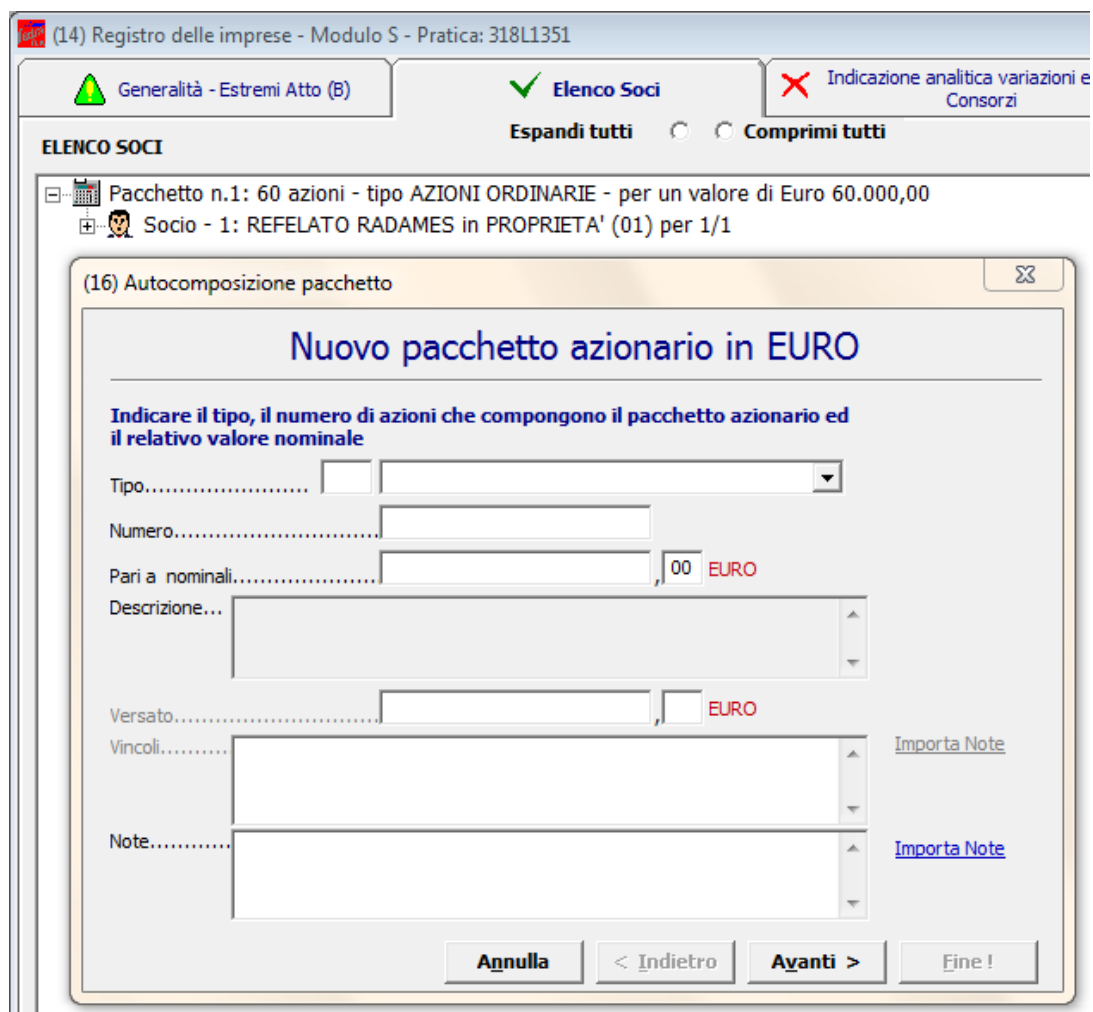 (14) Registro delle imprese - Modulo S - Pratica: 318L1351
Generalità - Estremi Atto (B)
Elenco Soci
Indicazione analitica variazioni e
Consorzi
Espandi tutti
Comprimi tutti
ELENCO SOCI
Pacchetto n.1: 60 azioni - tipo AZIONI ORDINARIE - per un valore di Euro 60.000,00
Socio - 1: REFELATO RADAMES in PROPRIETA' (01) per 1/1
(16) Autocomposizione pacchetto
Nuovo pacchetto azionario in EURO
Indicare il tipo, il numero di azioni che compongono il pacchetto azionario ed
il relativo valore nominale
Tipo........................
Numero.............................
Pari a nominali..................... ,00 EURO
Descrizione...
Versato............................. , EURO
Vincoli.......... Importa Note
Note............ Importa Note
Annulla < Indietro Avanti > Fine !